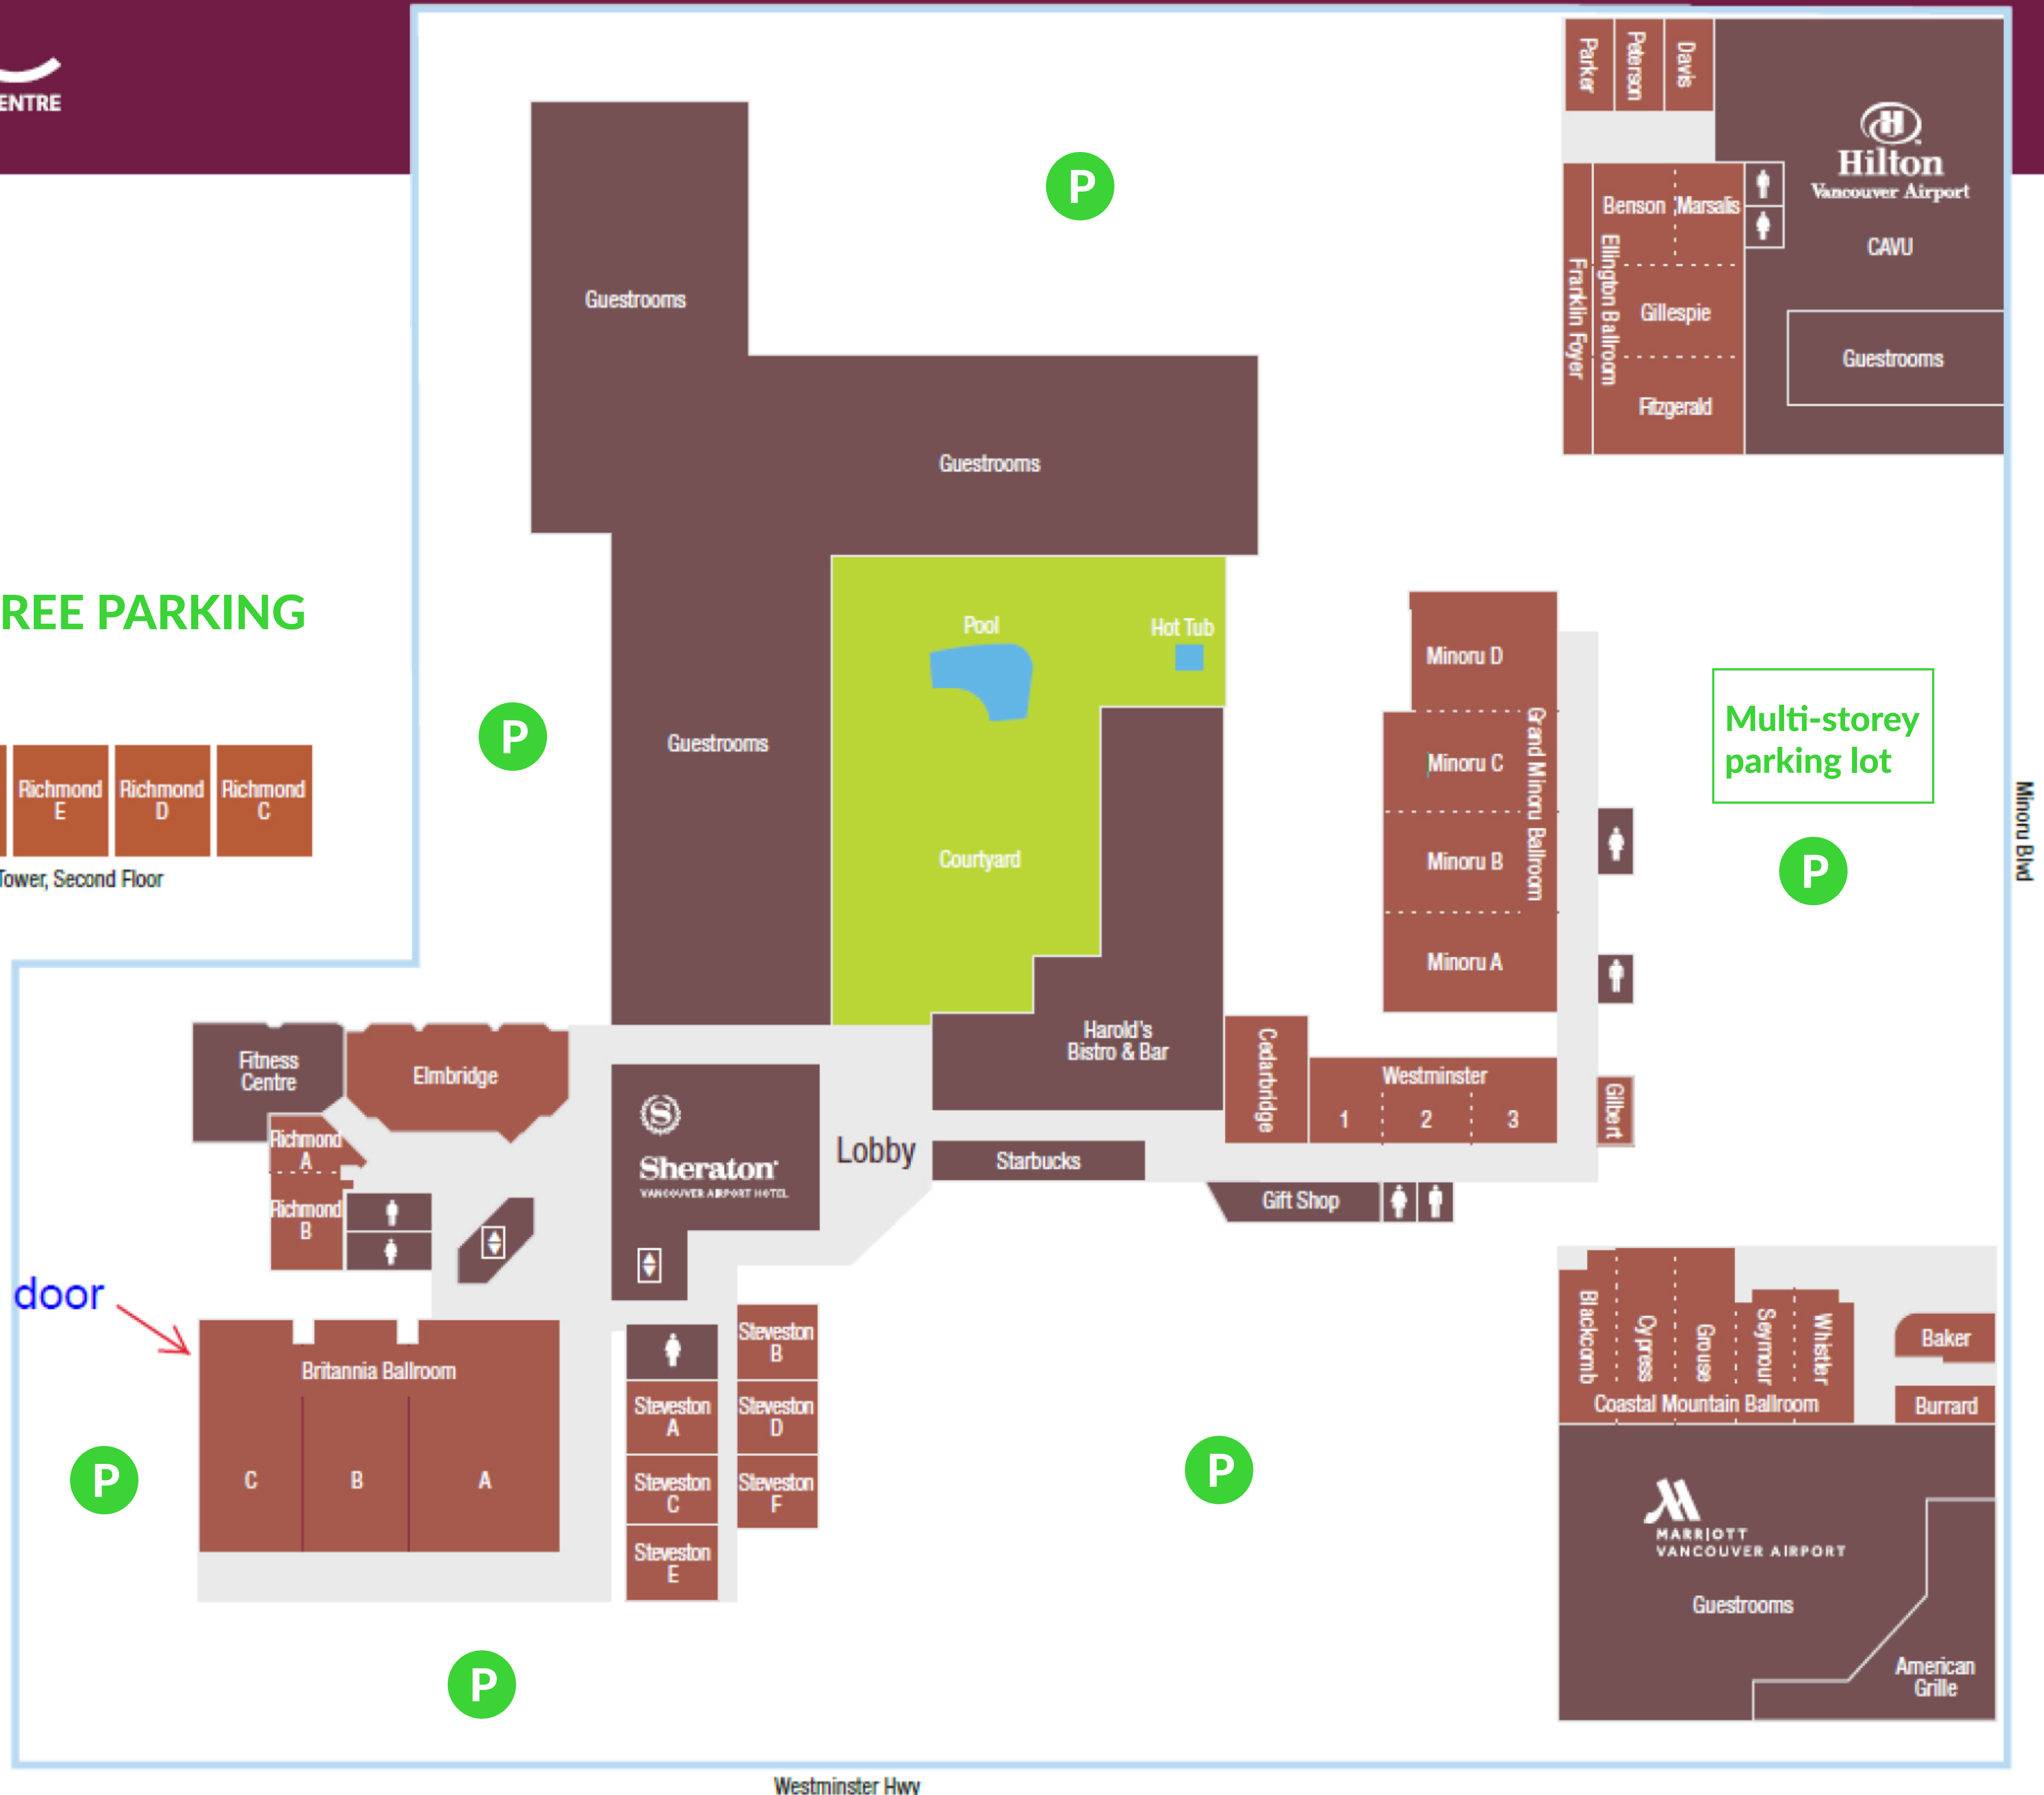 ENTRE
Parker
Peterson
Davis
H
Hilton
Vancouver Airport
CAVU
Guestrooms
Benson
Marsalis
Ellington Ballroom
Franklin Foyer
Gillespie
Fitzgerald
P
Guestrooms
Guestrooms
REE PARKING
Richmond
E
Richmond
D
Richmond
C
Tower, Second Floor
P
Guestrooms
Pool
Hot Tub
Courtyard
Minoru D
Minoru C
Minoru B
Minoru A
Grand Minoru Ballroom
Multi-storey
parking lot
P
Minoru Blvd
Fitness
Centre
Elmbridge
Richmond
A
Richmond
B
S
Sheraton
VANCOUVER AIRPORT HOTEL
Lobby
Harold's
Bistro & Bar
Starbucks
Cedarbridge
Westminster
1
2
3
Gilbert
Gift Shop
door
Britannia Ballroom
C
B
A
Steveston
B
Steveston
A
Steveston
D
Steveston
C
Steveston
F
Steveston
E
P
P
P
Blackcomb
Cypress
Grouse
Seymour
Whistler
Coastal Mountain Ballroom
Baker
Burrard
MARRIOTT
VANCOUVER AIRPORT
Guestrooms
American
Grille
Westminster Hwy